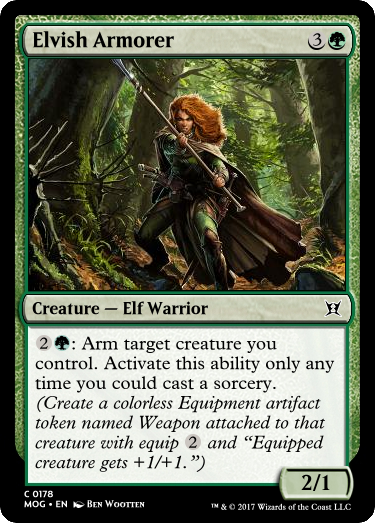 Elvish Armorer 3
Creature — Elf Warrior
2: Arm target creature you
control. Activate this ability only any
time you could cast a sorcery.
(Create a colorless Equipment artifact
token named Weapon attached to that
creature with equip 2 and “Equipped
creature gets +1/+1.”)
2/1
C 0178
MOG • EN BEN WOOTTEN
™ & © 2017 Wizards of the Coast LLC